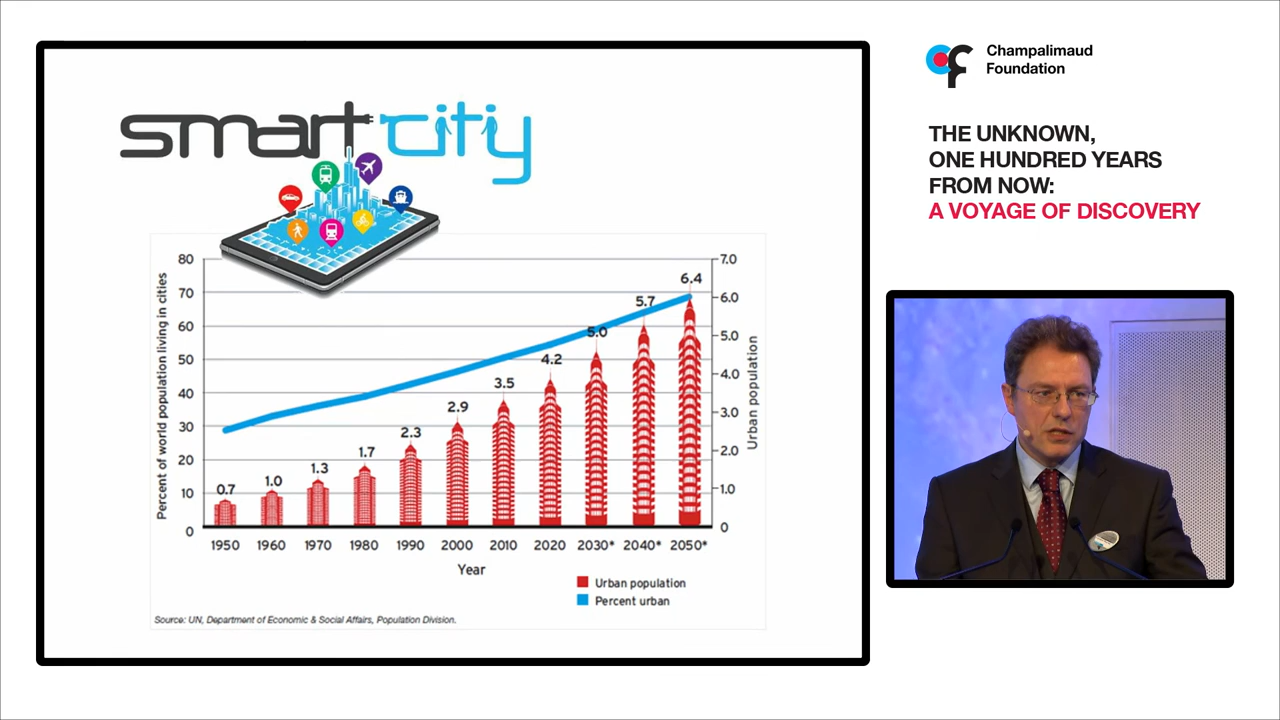 smart city
80
70
60
50
40
30
20
10
0
Percent of world population living in cities
7.0
6.0
5.0
4.0
3.0
2.0
1.0
0
Urban population
0.7
1.0
1.3
1.7
2.3
2.9
3.5
4.2
5.0
5.7
6.4
1950 1960 1970 1980 1990 2000 2010 2020 2030* 2040* 2050*
Year
Urban population
Percent urban
Source: UN, Department of Economic & Social Affairs, Population Division.
Champalimaud
Foundation
THE UNKNOWN,
ONE HUNDRED YEARS
FROM NOW:
A VOYAGE OF DISCOVERY